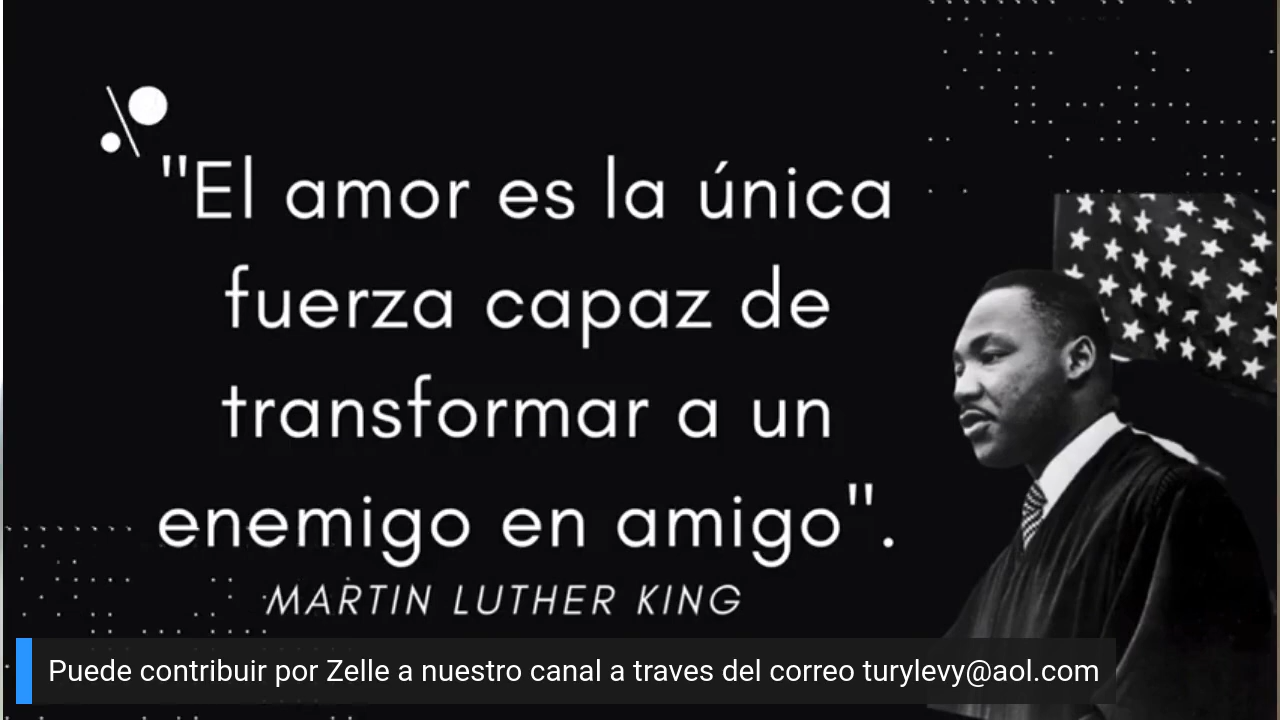 "El amor es la única
fuerza capaz de
transformar a un
enemigo en amigo".
MARTIN LUTHER KING
Puede contribuir por Zelle a nuestro canal a traves del correo turylevy@aol.com